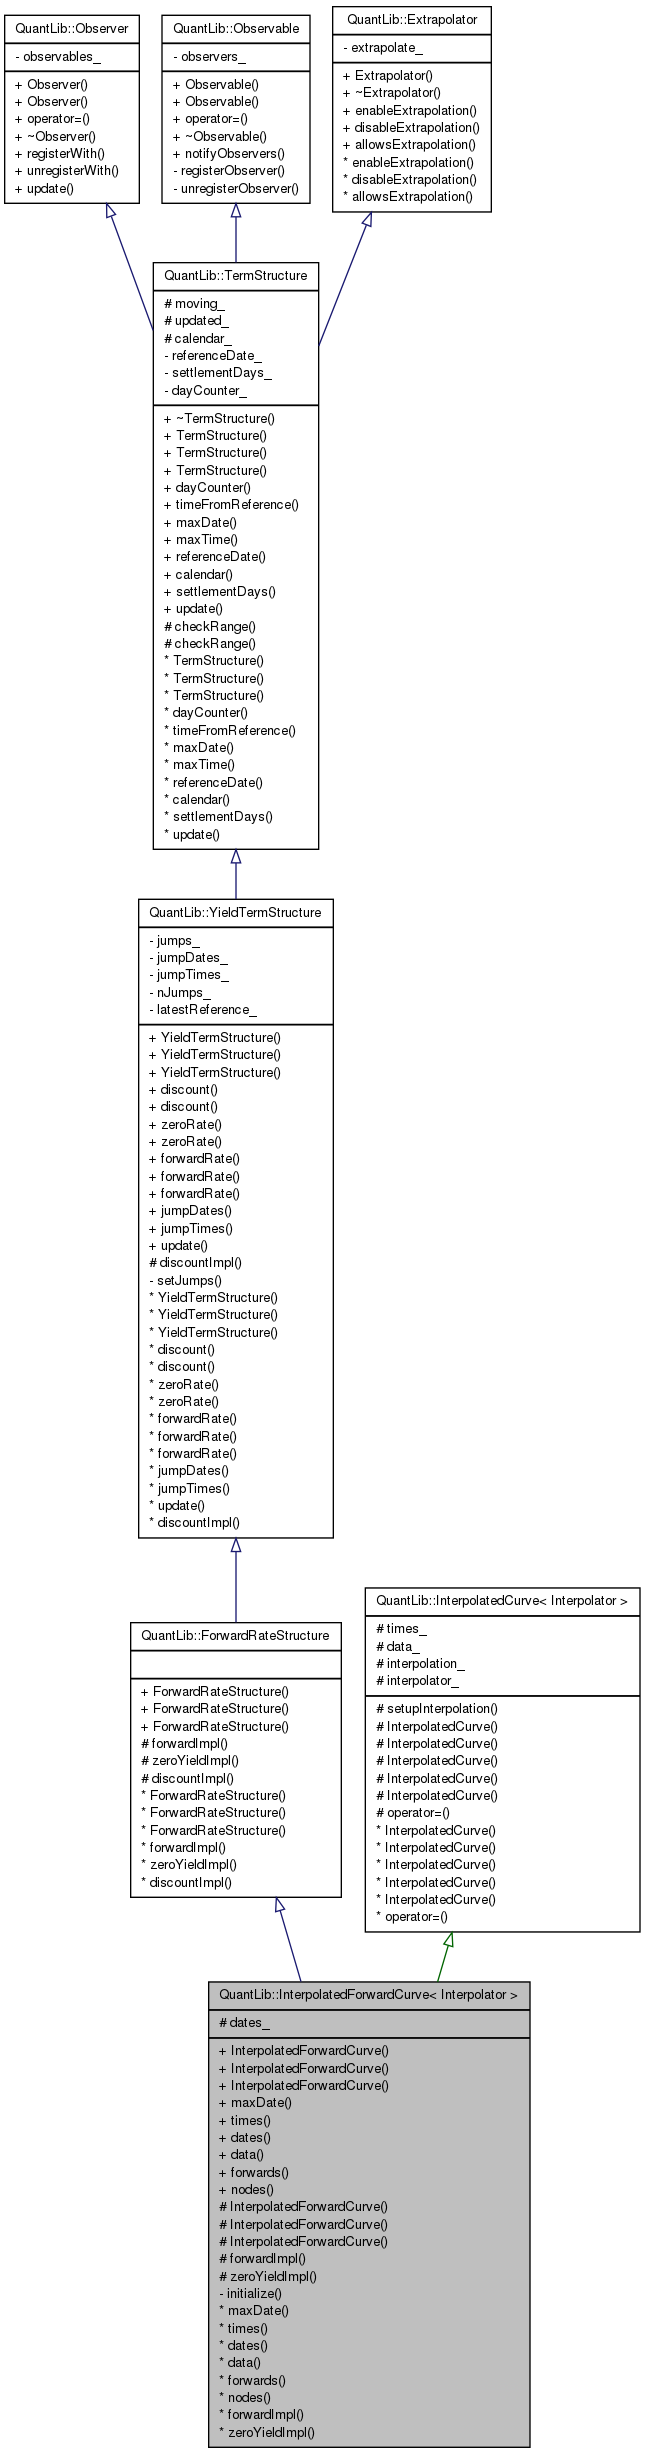 QuantLib::Observer
- observables_
+ Observer()
+ Observer()
+ operator=()
+ ~Observer()
+ registerWith()
+ unregisterWith()
+ update()
QuantLib::Observable
- observers_
+ Observable()
+ Observable()
+ operator=()
+ ~Observable()
+ notifyObservers()
- registerObserver()
- unregisterObserver()
QuantLib::Extrapolator
- extrapolate_
+ Extrapolator()
+ ~Extrapolator()
+ enableExtrapolation()
+ disableExtrapolation()
+ allowsExtrapolation()
* enableExtrapolation()
* disableExtrapolation()
* allowsExtrapolation()
QuantLib::TermStructure
# moving_
# updated_
# calendar_
- referenceDate_
- settlementDays_
- dayCounter_
+ ~TermStructure()
+ TermStructure()
+ TermStructure()
+ TermStructure()
+ dayCounter()
+ timeFromReference()
+ maxDate()
+ maxTime()
+ referenceDate()
+ calendar()
+ settlementDays()
+ update()
# checkRange()
# checkRange()
* TermStructure()
* TermStructure()
* TermStructure()
* dayCounter()
* timeFromReference()
* maxDate()
* maxTime()
* referenceDate()
* calendar()
* settlementDays()
* update()
QuantLib::YieldTermStructure
- jumps_
- jumpDates_
- jumpTimes_
- nJumps_
- latestReference_
+ YieldTermStructure()
+ YieldTermStructure()
+ YieldTermStructure()
+ discount()
+ discount()
+ zeroRate()
+ zeroRate()
+ forwardRate()
+ forwardRate()
+ forwardRate()
+ jumpDates()
+ jumpTimes()
+ update()
# discountImpl()
- setJumps()
* YieldTermStructure()
* YieldTermStructure()
* YieldTermStructure()
* discount()
* discount()
* zeroRate()
* zeroRate()
* forwardRate()
* forwardRate()
* forwardRate()
* jumpDates()
* jumpTimes()
* update()
* discountImpl()
QuantLib::ForwardRateStructure
+ ForwardRateStructure()
+ ForwardRateStructure()
+ ForwardRateStructure()
# forwardImpl()
# zeroYieldImpl()
# discountImpl()
* ForwardRateStructure()
* ForwardRateStructure()
* ForwardRateStructure()
* forwardImpl()
* zeroYieldImpl()
* discountImpl()
QuantLib::InterpolatedCurve< Interpolator >
# times_
# data_
# interpolation_
# interpolator_
# setupInterpolation()
# InterpolatedCurve()
# InterpolatedCurve()
# InterpolatedCurve()
# InterpolatedCurve()
# InterpolatedCurve()
# operator=()
* InterpolatedCurve()
* InterpolatedCurve()
* InterpolatedCurve()
* InterpolatedCurve()
* InterpolatedCurve()
* operator=()
QuantLib::InterpolatedForwardCurve< Interpolator >
# dates_
+ InterpolatedForwardCurve()
+ InterpolatedForwardCurve()
+ InterpolatedForwardCurve()
+ maxDate()
+ times()
+ dates()
+ data()
+ forwards()
+ nodes()
# InterpolatedForwardCurve()
# InterpolatedForwardCurve()
# InterpolatedForwardCurve()
# forwardImpl()
# zeroYieldImpl()
- initialize()
* maxDate()
* times()
* dates()
* data()
* forwards()
* nodes()
* forwardImpl()
* zeroYieldImpl()